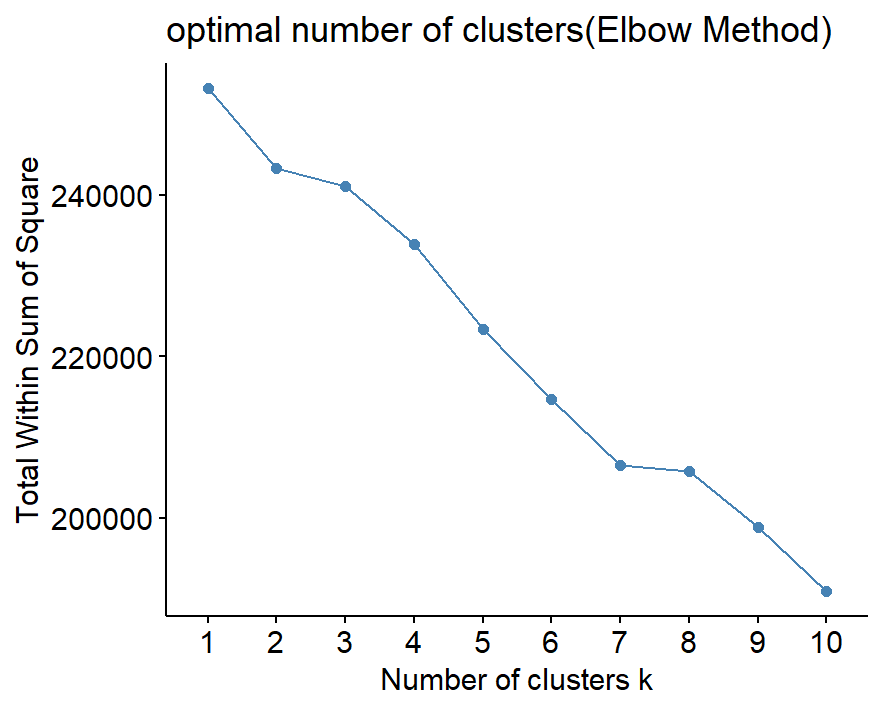 optimal number of clusters(Elbow Method)
Total Within Sum of Square
240000
220000
200000
1 2 3 4 5 6 7 8 9 10
Number of clusters k